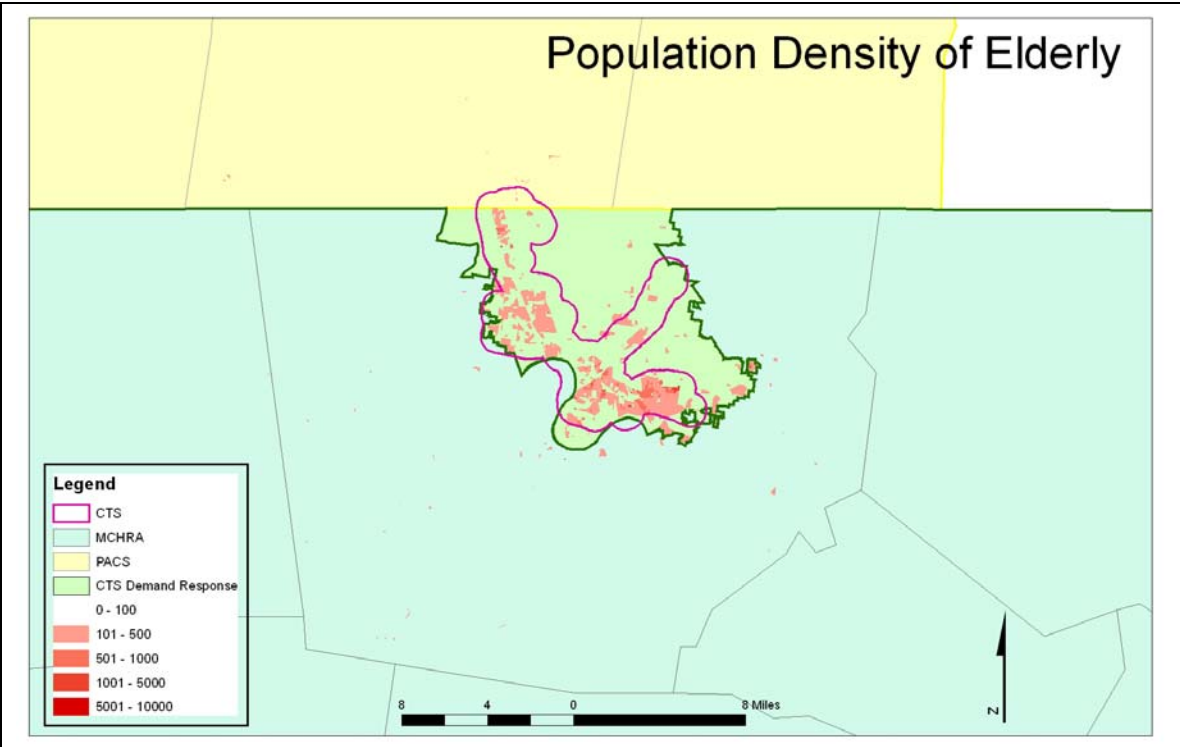 Population Density of Elderly
Legend
CTS
MCHRA
PACS
CTS Demand Response
0 - 100
101 - 500
501 - 1000
1001 - 5000
5001 - 10000
8 4 0 8 Miles
N